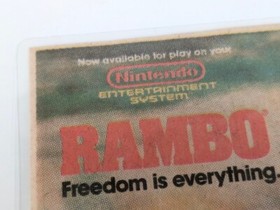 Now available for play on your
Nintendo
ENTERTAINMENT
SYSTEM
RAMBO
Freedom is everything.